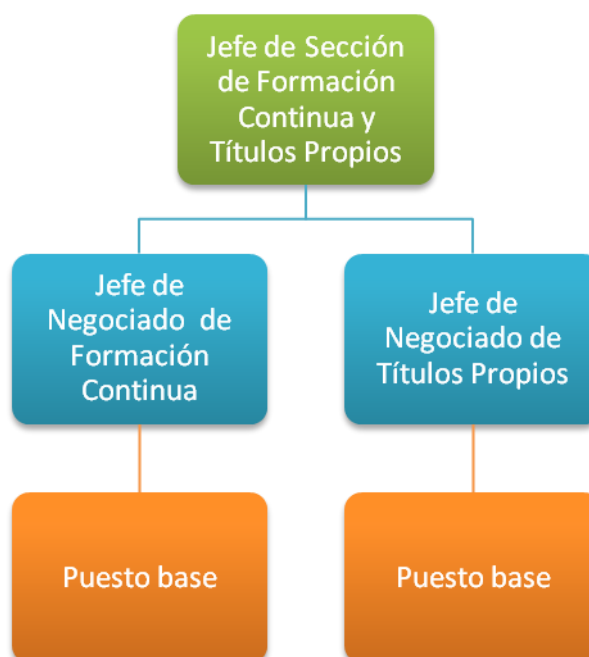 Jefe de Sección
de Formación
Continua y
Títulos Propios
Jefe de
Negociado de
Formación
Continua
Jefe de
Negociado de
Títulos Propios
Puesto base
Puesto base